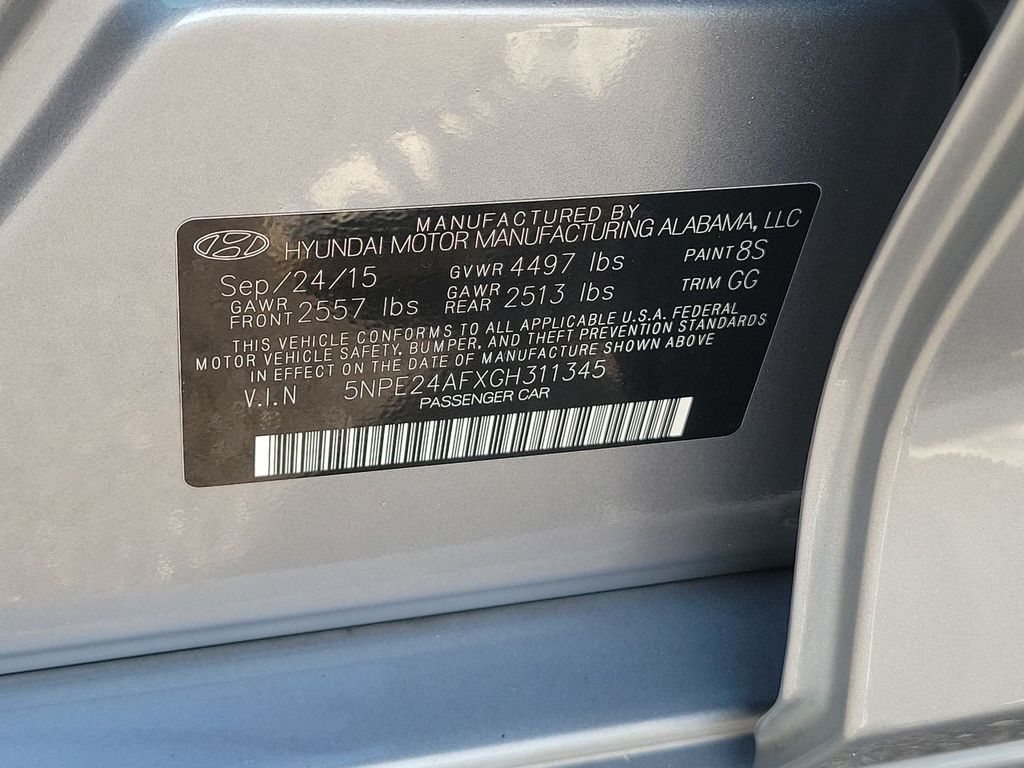 MANUFACTURED BY
HYUNDAI MOTOR MANUFACTURING ALABAMA, LLC
Sep/24/15 GVWR 4497 lbs PAINT 8S
GAWR FRONT 2557 lbs GAWR REAR 2513 lbs TRIM GG
THIS VEHICLE CONFORMS TO ALL APPLICABLE U.S.A. FEDERAL
MOTOR VEHICLE SAFETY, BUMPER, AND THEFT PREVENTION STANDARDS
IN EFFECT ON THE DATE OF MANUFACTURE SHOWN ABOVE
V.I.N 5NPE24AFXGH311345
PASSENGER CAR